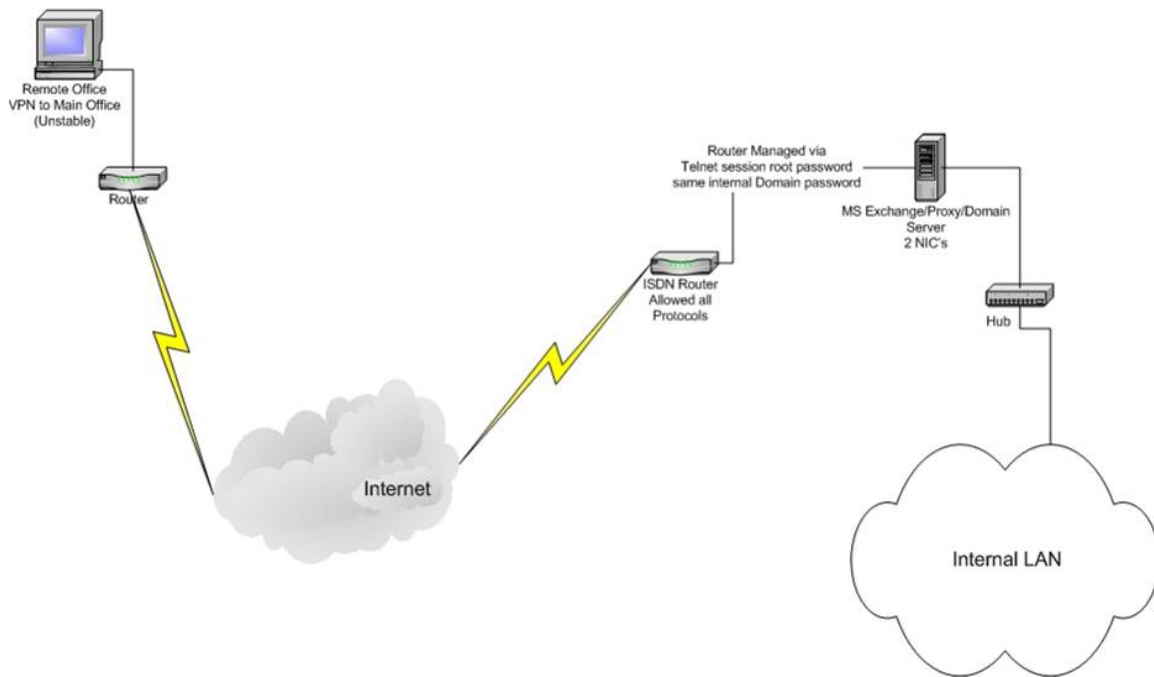 Remote Office
VPN to Main Office
(Unstable)
Router
Router Managed via
Telnet session root password
same internal Domain password
MS Exchange/Proxy/Domain
Server
2 NIC's
ISDN Router
Allowed all
Protocols
Hub
Internet
Internal LAN